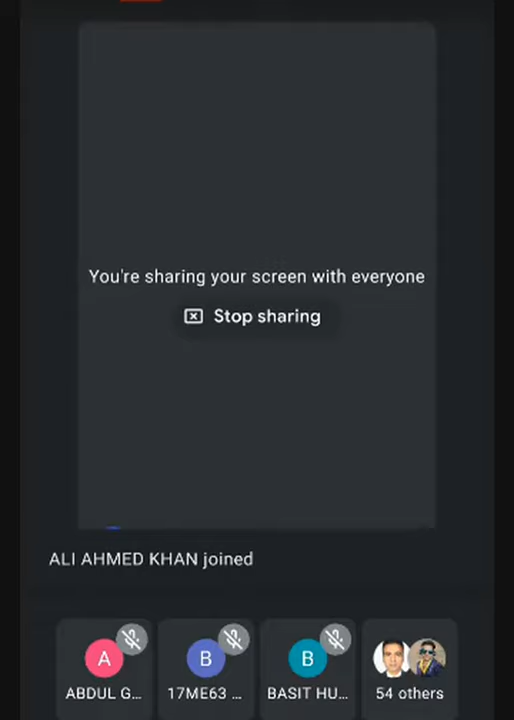 You're sharing your screen with everyone
Stop sharing
ALI AHMED KHAN joined
A
B
B
ABDUL G...
17ME63 ...
BASIT HU...
54 others